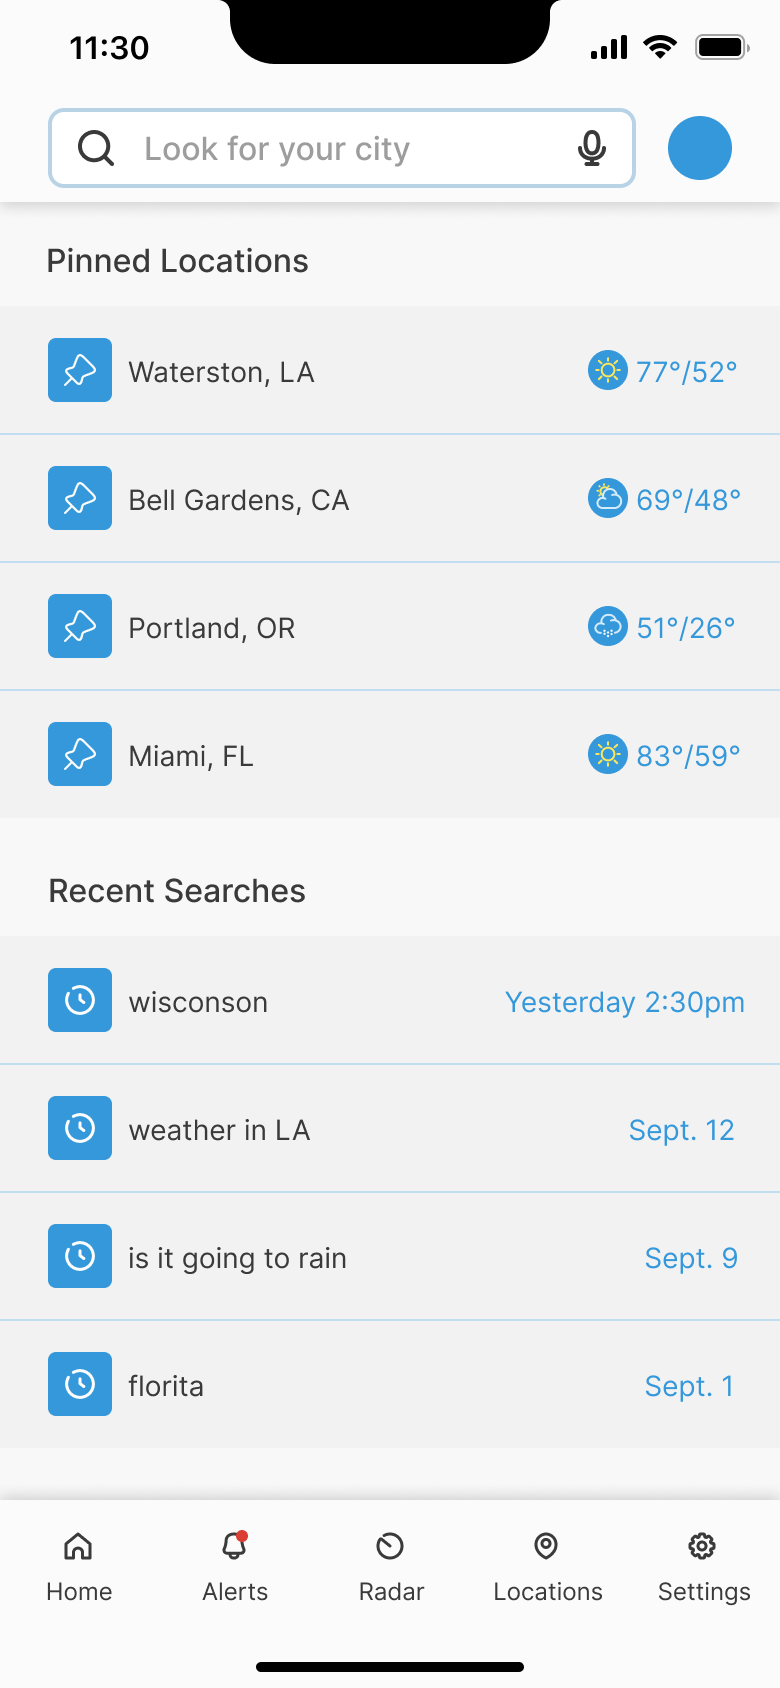 11:30
Look for your city
Pinned Locations
Waterston, LA 77°/52°
Bell Gardens, CA 69°/48°
Portland, OR 51°/26°
Miami, FL 83°/59°
Recent Searches
wisconson Yesterday 2:30pm
weather in LA Sept. 12
is it going to rain Sept. 9
florita Sept. 1
Home Alerts Radar Locations Settings